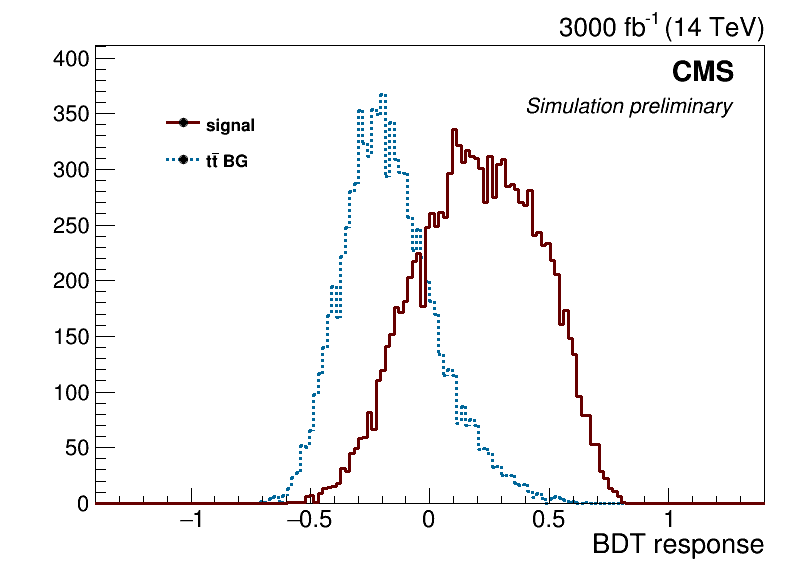 3000 fb⁻¹ (14 TeV)
CMS
Simulation preliminary
signal
tt̄ BG
400
350
300
250
200
150
100
50
0
−1 −0.5 0 0.5 1
BDT response